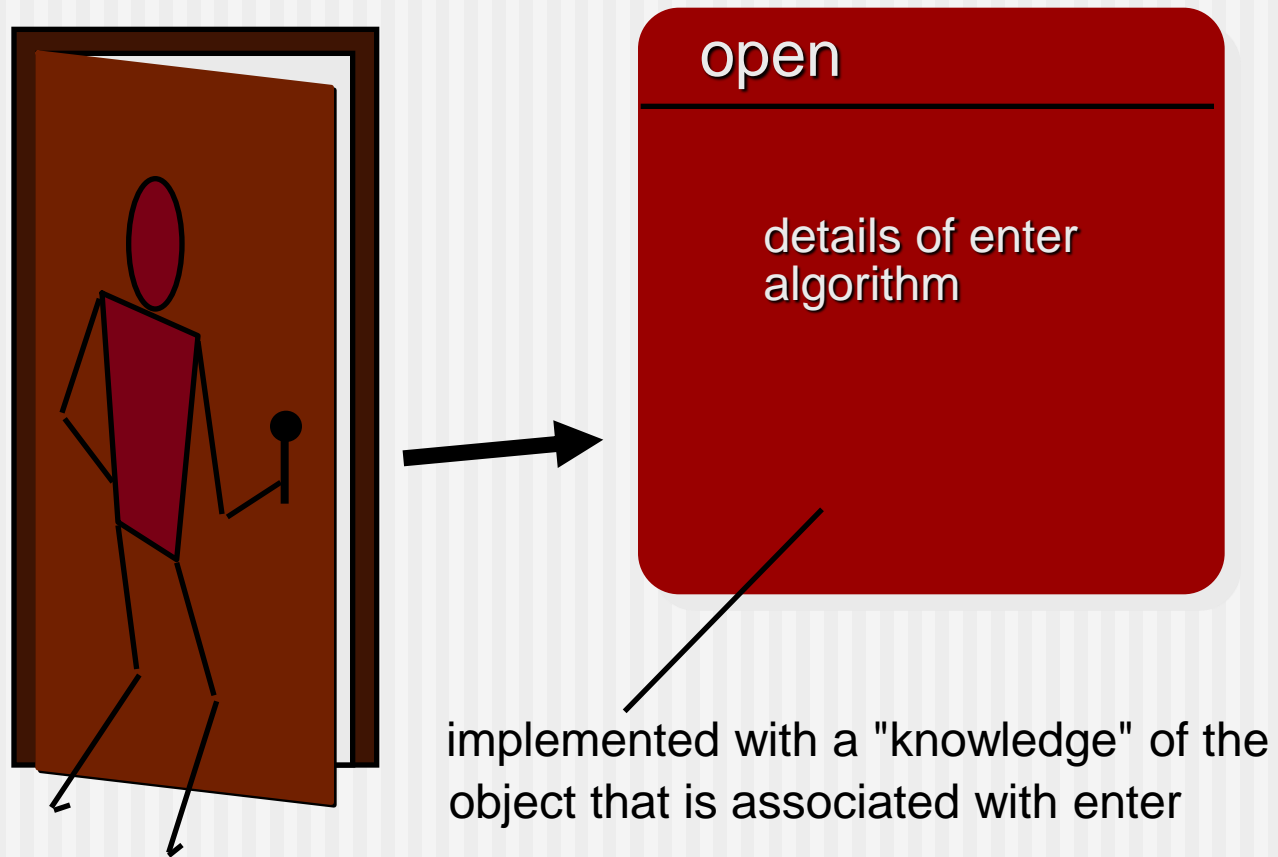 open
details of enter
algorithm
implemented with a "knowledge" of the
object that is associated with enter